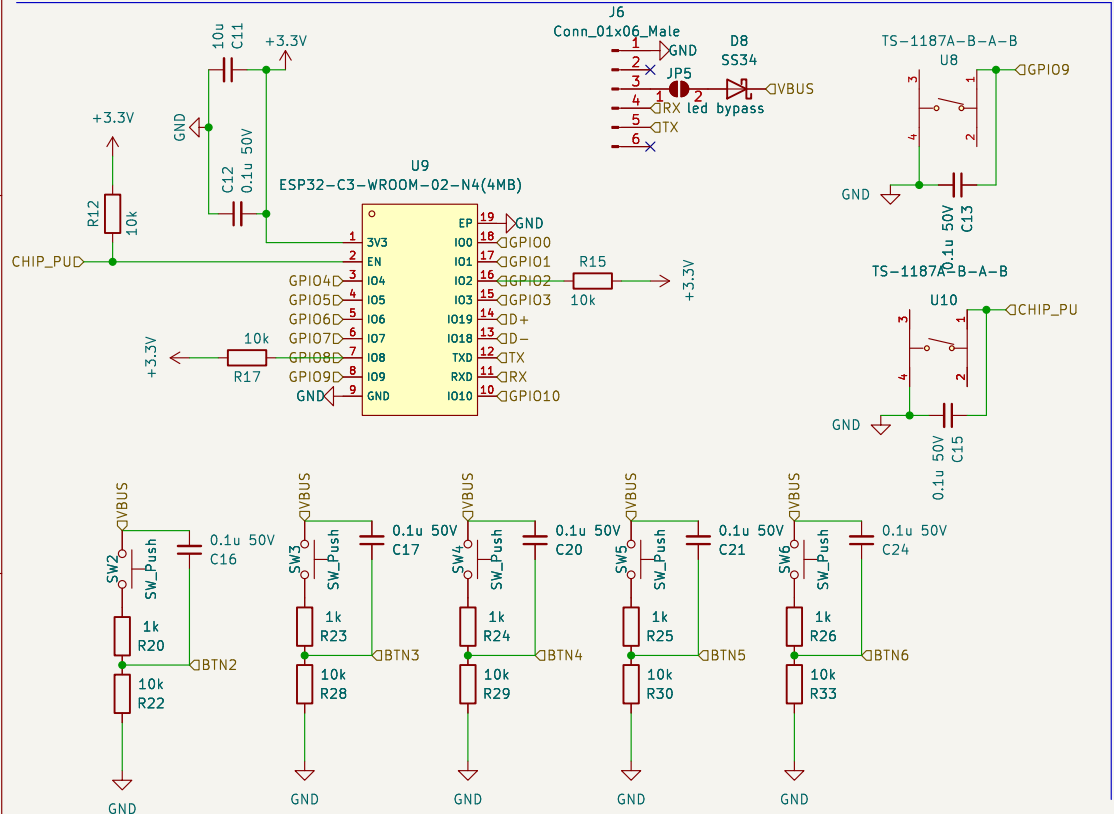 J6
Conn_01x06_Male
1
GND
2
3
JP5
1
2
4
RX
led bypass
5
TX
6
D8
SS34
VBUS
TS-1187A-B-A-B
U8
GPIO9
3
1
4
2
GND
0.1u 50V
C13
10u
C11
+3.3V
GND
C12
0.1u 50V
+3.3V
R12
10k
CHIP_PU
U9
ESP32-C3-WROOM-02-N4(4MB)
1 3V3
2 EN
GPIO4 3 IO4
GPIO5 4 IO5
GPIO6 5 IO6
GPIO7 6 IO7
GPIO8 7 IO8
GPIO9 8 IO9
GND 9 GND
EP 19 GND
IO0 18 GPIO0
IO1 17 GPIO1
IO2 16 GPIO2
IO3 15 GPIO3
IO19 14 D+
IO18 13 D-
TXD 12 TX
RXD 11 RX
IO10 10 GPIO10
R15
10k
+3.3V
+3.3V
10k
R17
TS-1187A-B-A-B
U10
CHIP_PU
3
1
4
2
GND
0.1u 50V
C15
VBUS
SW2
SW_Push
0.1u 50V
C16
1k
R20
BTN2
10k
R22
GND
VBUS
SW3
SW_Push
0.1u 50V
C17
1k
R23
BTN3
10k
R28
GND
VBUS
SW4
SW_Push
0.1u 50V
C20
1k
R24
BTN4
10k
R29
GND
VBUS
SW5
SW_Push
0.1u 50V
C21
1k
R25
BTN5
10k
R30
GND
VBUS
SW6
SW_Push
0.1u 50V
C24
1k
R26
BTN6
10k
R33
GND